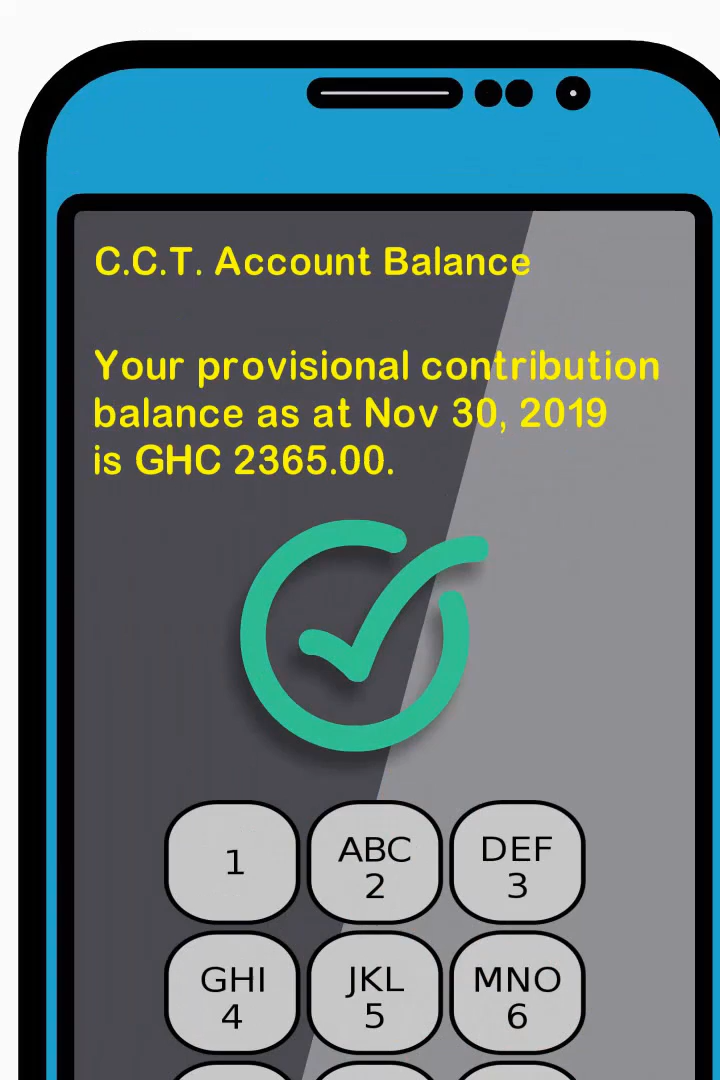 C.C.T. Account Balance
Your provisional contribution
balance as at Nov 30, 2019
is GHC 2365.00.
1
ABC
2
DEF
3
GHI
4
JKL
5
MNO
6